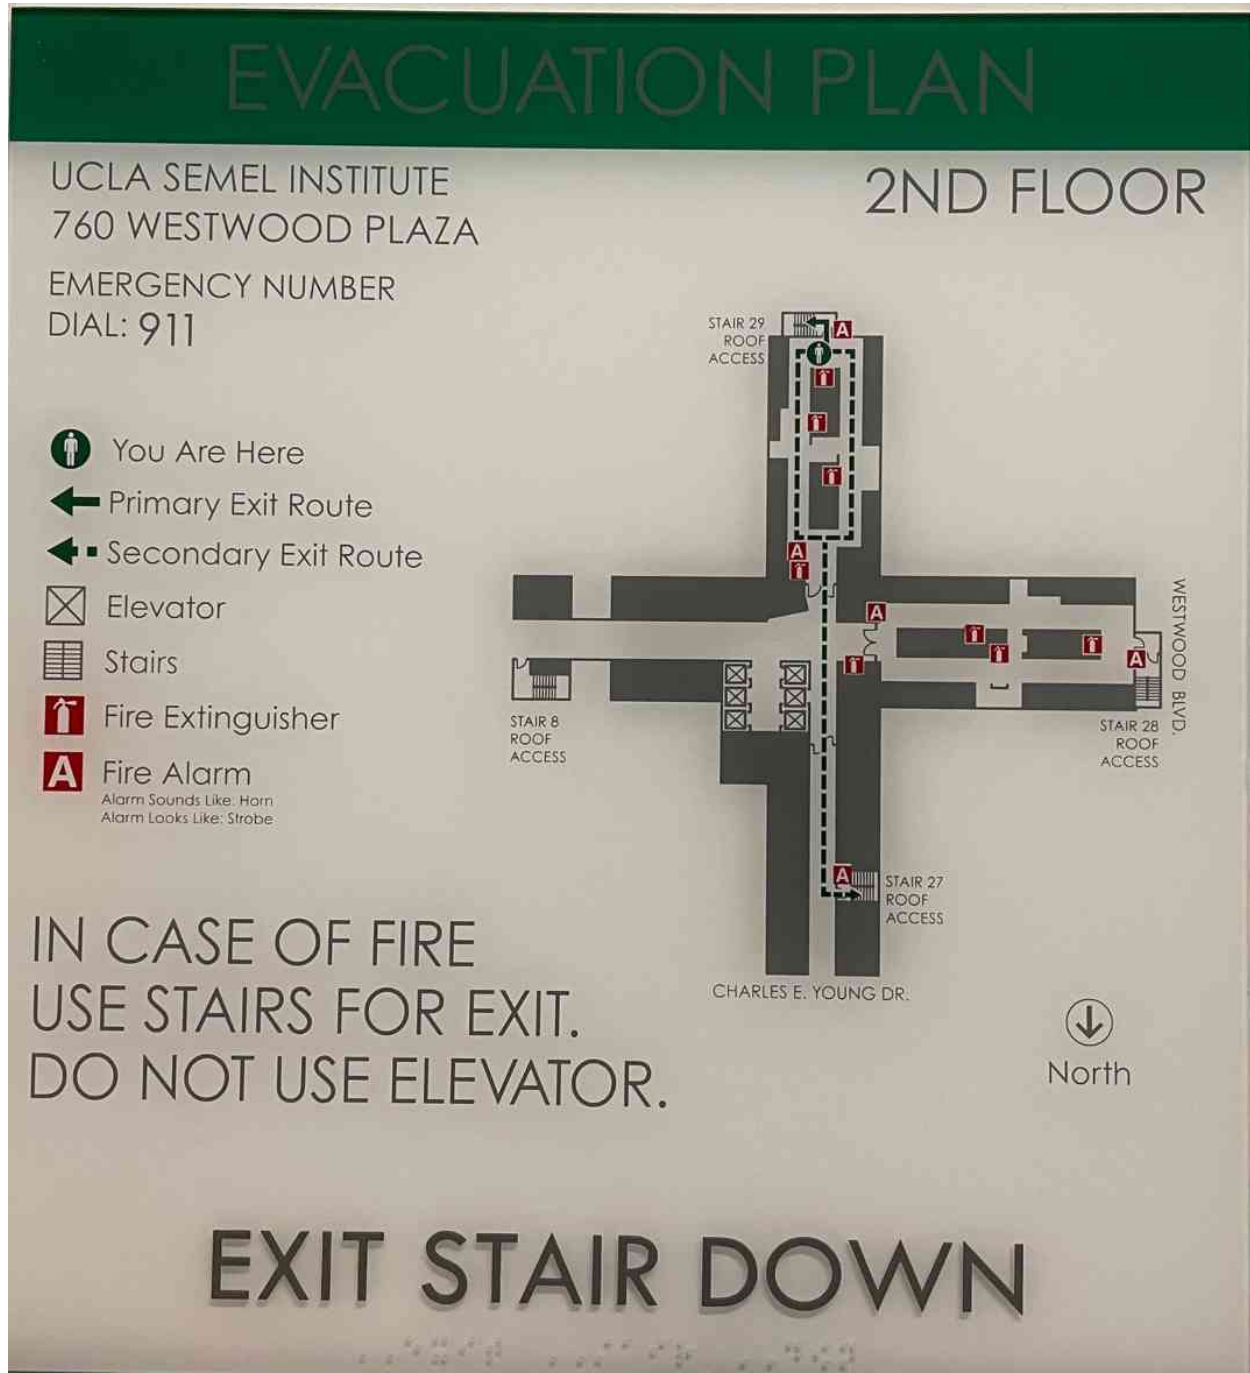 EVACUATION PLAN
UCLA SEMEL INSTITUTE
760 WESTWOOD PLAZA
2ND FLOOR
EMERGENCY NUMBER
DIAL: 911
You Are Here
Primary Exit Route
Secondary Exit Route
Elevator
Stairs
Fire Extinguisher
A Fire Alarm
Alarm Sounds Like: Horn
Alarm Looks Like: Strobe
STAIR 29
ROOF
ACCESS
A
A
A
A
A
WESTWOOD BLVD.
STAIR 8
ROOF
ACCESS
STAIR 28
ROOF
ACCESS
STAIR 27
ROOF
ACCESS
CHARLES E. YOUNG DR.
North
IN CASE OF FIRE
USE STAIRS FOR EXIT.
DO NOT USE ELEVATOR.
EXIT STAIR DOWN